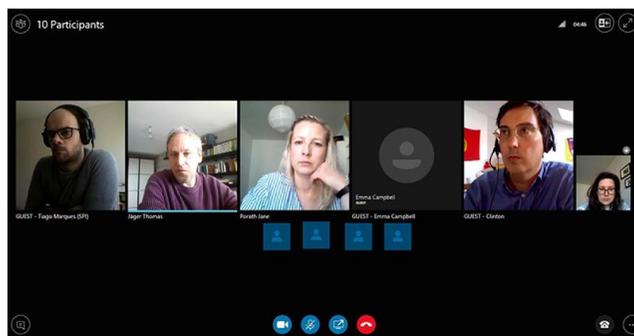 10 Participants
04:46
Emma Campbell
GUEST
GUEST - Tiago Marques (SPI)
Jäger Thomas
Porath Jane
GUEST - Emma Campbell
GUEST - Clinton